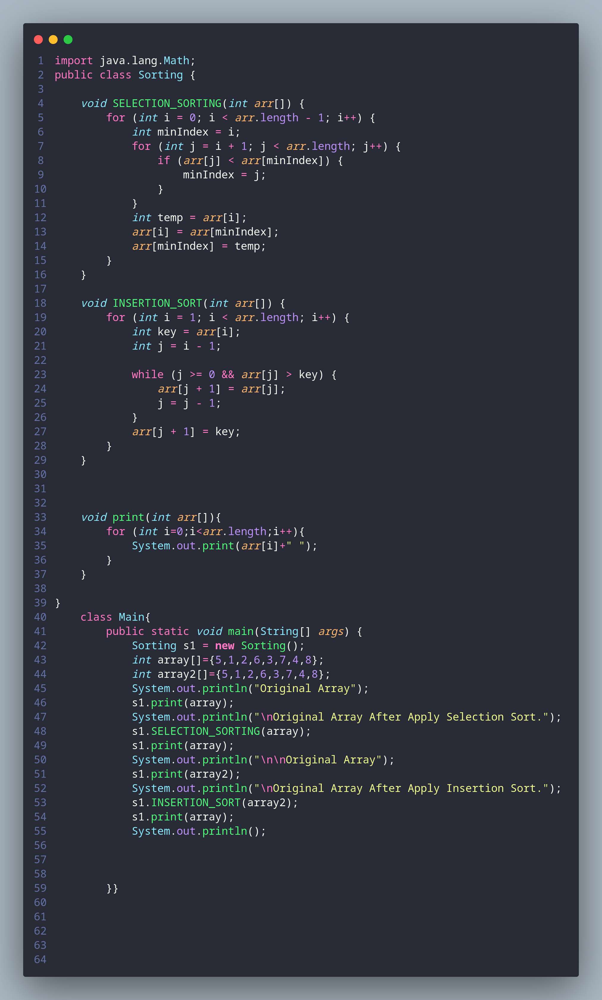 1 import java.lang.Math;
2 public class Sorting {
3
4     void SELECTION_SORTING(int arr[]) {
5         for (int i = 0; i < arr.length - 1; i++) {
6             int minIndex = i;
7             for (int j = i + 1; j < arr.length; j++) {
8                 if (arr[j] < arr[minIndex]) {
9                     minIndex = j;
10                 }
11             }
12             int temp = arr[i];
13             arr[i] = arr[minIndex];
14             arr[minIndex] = temp;
15         }
16     }
17
18     void INSERTION_SORT(int arr[]) {
19         for (int i = 1; i < arr.length; i++) {
20             int key = arr[i];
21             int j = i - 1;
22
23             while (j >= 0 && arr[j] > key) {
24                 arr[j + 1] = arr[j];
25                 j = j - 1;
26             }
27             arr[j + 1] = key;
28         }
29     }
30
31
32
33     void print(int arr[]){
34         for (int i=0;i<arr.length;i++){
35             System.out.print(arr[i]+" ");
36         }
37     }
38
39 }
40     class Main{
41         public static void main(String[] args) {
42             Sorting s1 = new Sorting();
43             int array[]={5,1,2,6,3,7,4,8};
44             int array2[]={5,1,2,6,3,7,4,8};
45             System.out.println("Original Array");
46             s1.print(array);
47             System.out.println("\nOriginal Array After Apply Selection Sort.");
48             s1.SELECTION_SORTING(array);
49             s1.print(array);
50             System.out.println("\n\nOriginal Array");
51             s1.print(array2);
52             System.out.println("\nOriginal Array After Apply Insertion Sort.");
53             s1.INSERTION_SORT(array2);
54             s1.print(array);
55             System.out.println();
56
57
58
59         }}
60
61
62
63
64